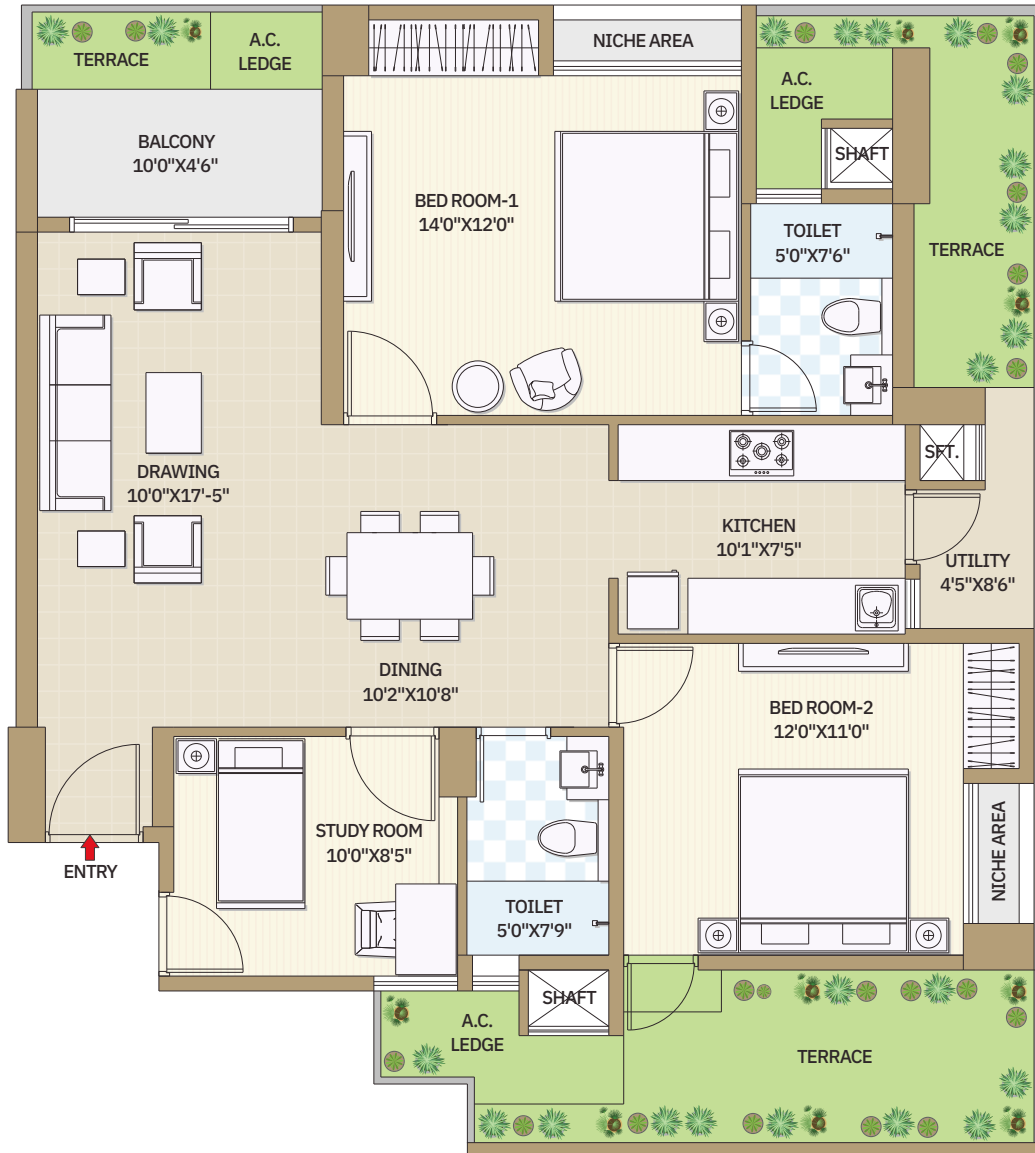 TERRACE
A.C.
LEDGE
NICHE AREA
A.C.
LEDGE
BALCONY
10'0"X4'6"
SHAFT
BED ROOM-1
14'0"X12'0"
TOILET
5'0"X7'6"
TERRACE
DRAWING
10'0"X17'-5"
SFT.
KITCHEN
10'1"X7'5"
UTILITY
4'5"X8'6"
DINING
10'2"X10'8"
BED ROOM-2
12'0"X11'0"
STUDY ROOM
10'0"X8'5"
NICHE AREA
ENTRY
TOILET
5'0"X7'9"
SHAFT
A.C.
LEDGE
TERRACE